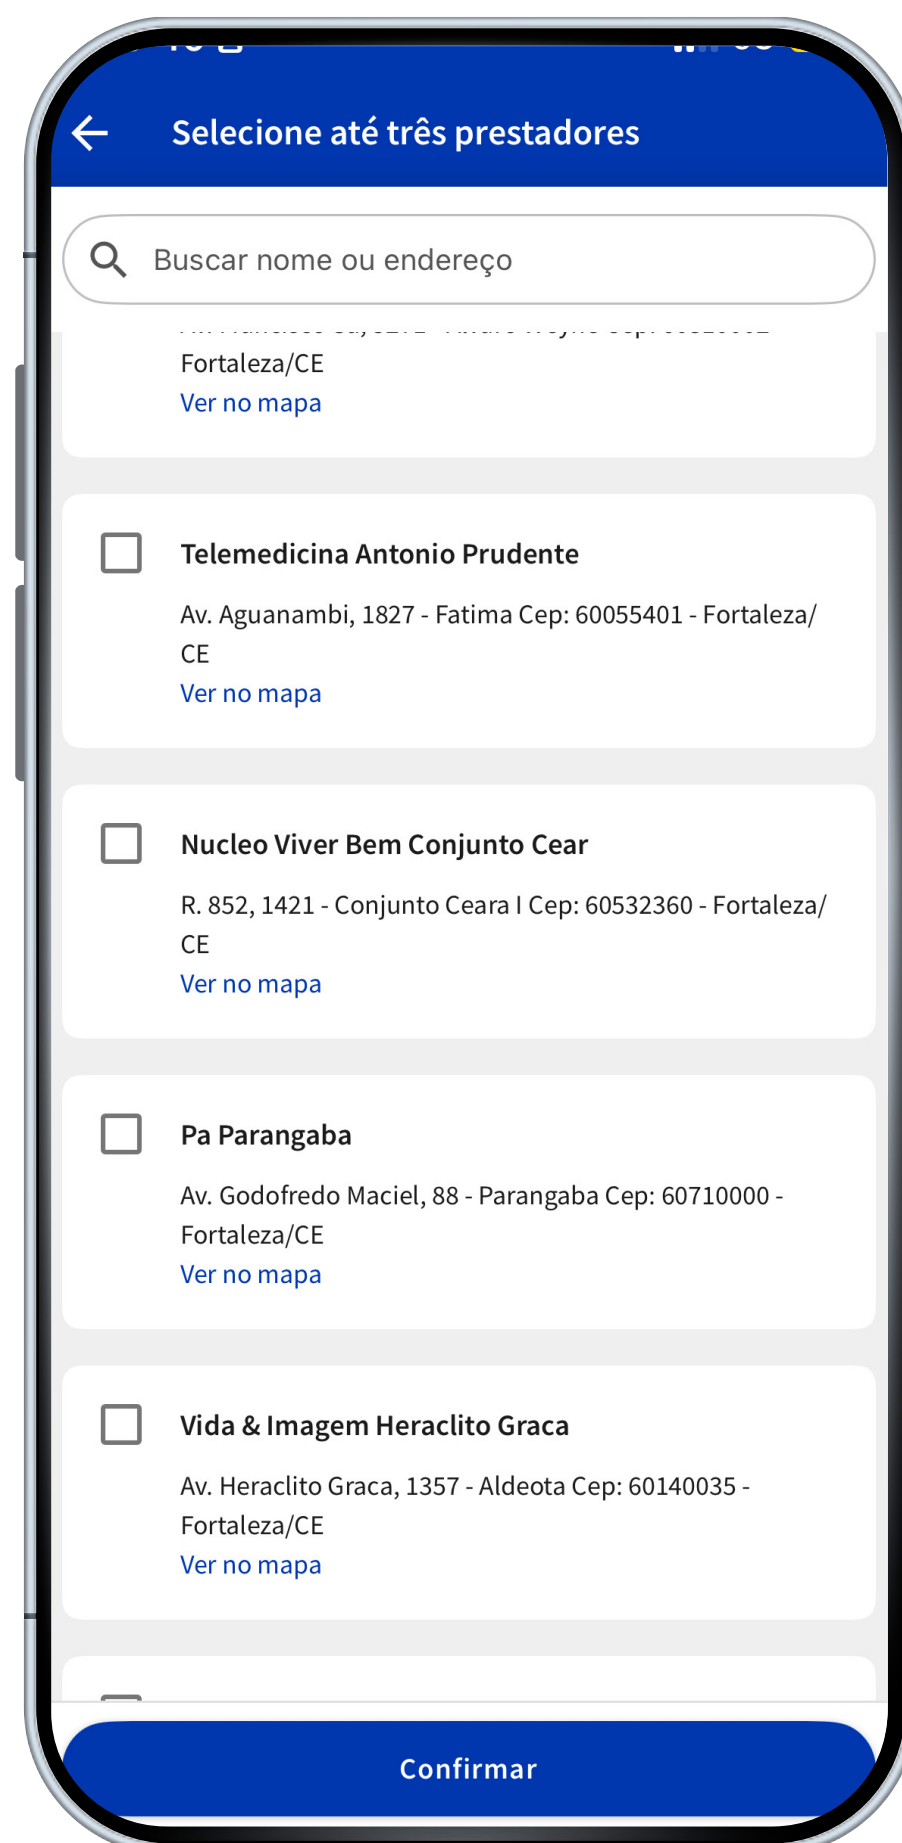 Selecione até três prestadores
Buscar nome ou endereço
Fortaleza/CE
Ver no mapa
Telemedicina Antonio Prudente
Av. Aguanambi, 1827 - Fatima Cep: 60055401 - Fortaleza/
CE
Ver no mapa
Nucleo Viver Bem Conjunto Cear
R. 852, 1421 - Conjunto Ceara I Cep: 60532360 - Fortaleza/
CE
Ver no mapa
Pa Parangaba
Av. Godofredo Maciel, 88 - Parangaba Cep: 60710000 -
Fortaleza/CE
Ver no mapa
Vida & Imagem Heraclito Graca
Av. Heraclito Graca, 1357 - Aldeota Cep: 60140035 -
Fortaleza/CE
Ver no mapa
Confirmar